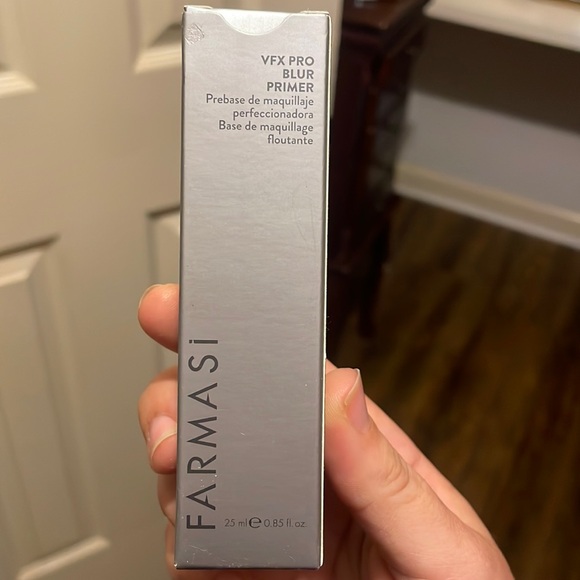 VFX PRO
BLUR
PRIMER
Prebase de maquillaje
perfeccionadora
Base de maquillage
floutante
FARMASi
25 ml ℮ 0.85 fl. oz.